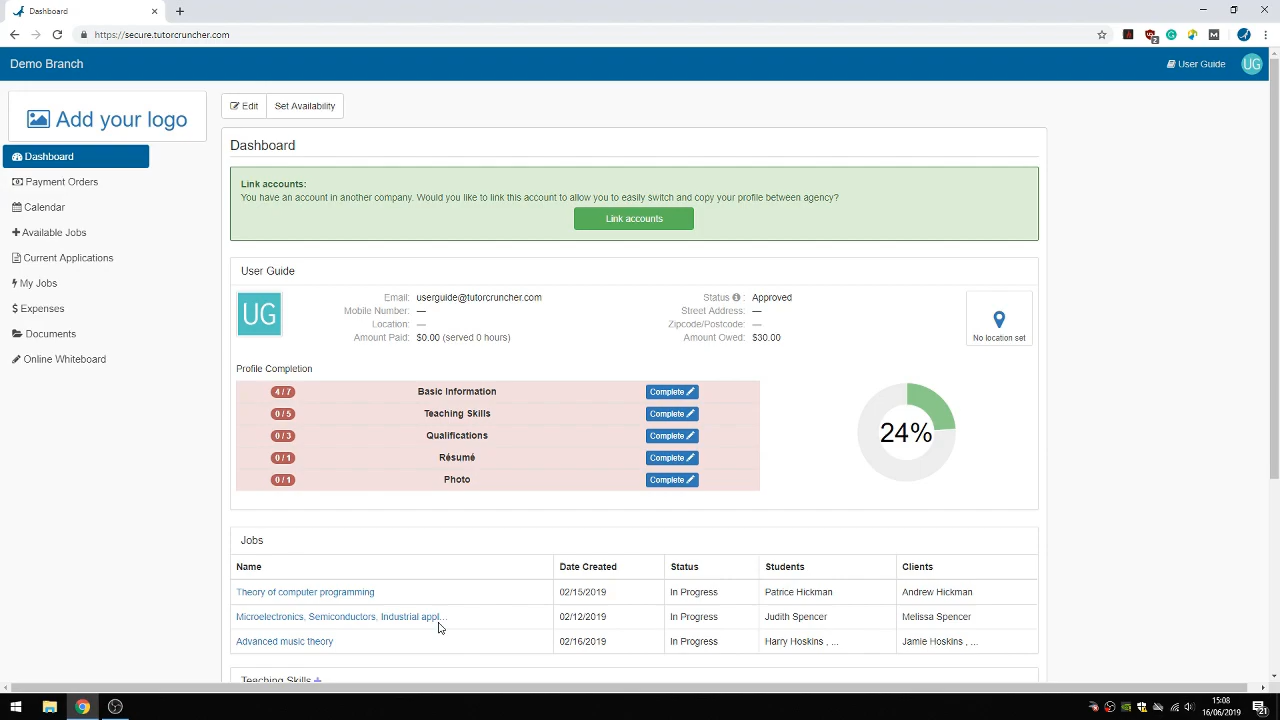 Dashboard
https://secure.tutorcruncher.com
2
M
Demo Branch
User Guide
UG
Add your logo
Edit
Set Availability
Dashboard
Payment Orders
Calendar
Available Jobs
Current Applications
My Jobs
$ Expenses
Documents
Online Whiteboard
Dashboard
Link accounts:
You have an account in another company. Would you like to link this account to allow you to easily switch and copy your profile between agency?
Link accounts
User Guide
UG
Email: userguide@tutorcruncher.com
Mobile Number: —
Location: —
Amount Paid: $0.00 (served 0 hours)
Status : Approved
Street Address: —
Zipcode/Postcode: —
Amount Owed: $30.00
No location set
Profile Completion
4 / 7 Basic Information Complete
0 / 5 Teaching Skills Complete
0 / 3 Qualifications Complete
0 / 1 Résumé Complete
0 / 1 Photo Complete
24%
Jobs
Name Date Created Status Students Clients
Theory of computer programming 02/15/2019 In Progress Patrice Hickman Andrew Hickman
Microelectronics, Semiconductors, Industrial appl... 02/12/2019 In Progress Judith Spencer Melissa Spencer
Advanced music theory 02/16/2019 In Progress Harry Hoskins , ... Jamie Hoskins , ...
Teaching Skills +
15:08
16/06/2019
21